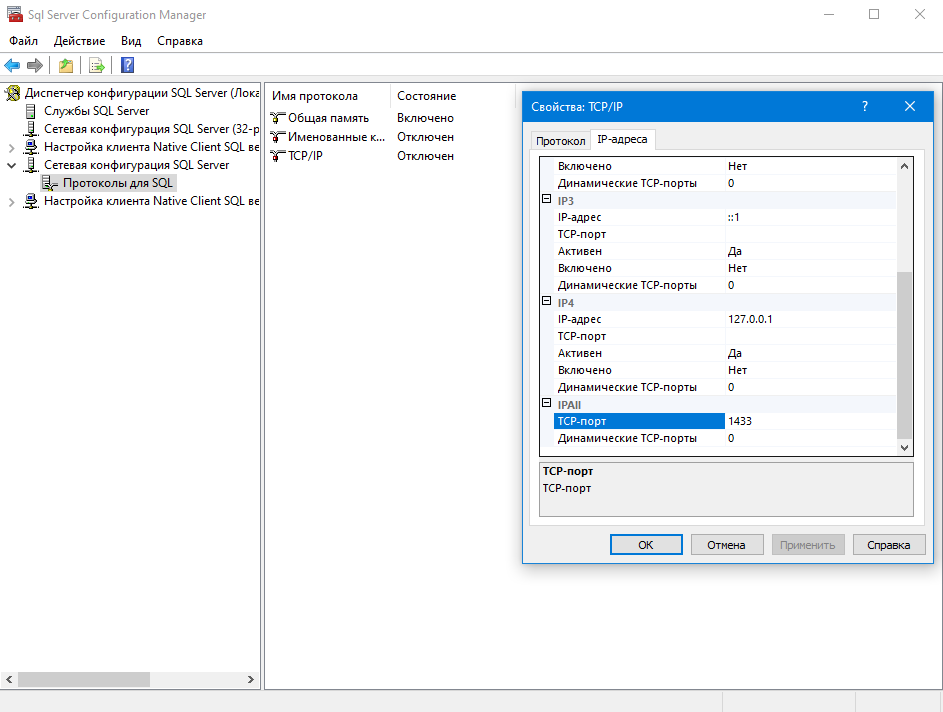 Sql Server Configuration Manager
Файл Действие Вид Справка
Диспетчер конфигурации SQL Server (Лока
Службы SQL Server
Сетевая конфигурация SQL Server (32-р
Настройка клиента Native Client SQL ве
Сетевая конфигурация SQL Server
Протоколы для SQL
Настройка клиента Native Client SQL ве
Имя протокола Состояние
Общая память Включено
Именованные к... Отключен
TCP/IP Отключен
Свойства: TCP/IP ?
Протокол IP-адреса
Включено Нет
Динамические TCP-порты 0
IP3
IP-адрес ::1
TCP-порт
Активен Да
Включено Нет
Динамические TCP-порты 0
IP4
IP-адрес 127.0.0.1
TCP-порт
Активен Да
Включено Нет
Динамические TCP-порты 0
IPAll
TCP-порт 1433
Динамические TCP-порты 0
TCP-порт
TCP-порт
ОК Отмена Применить Справка